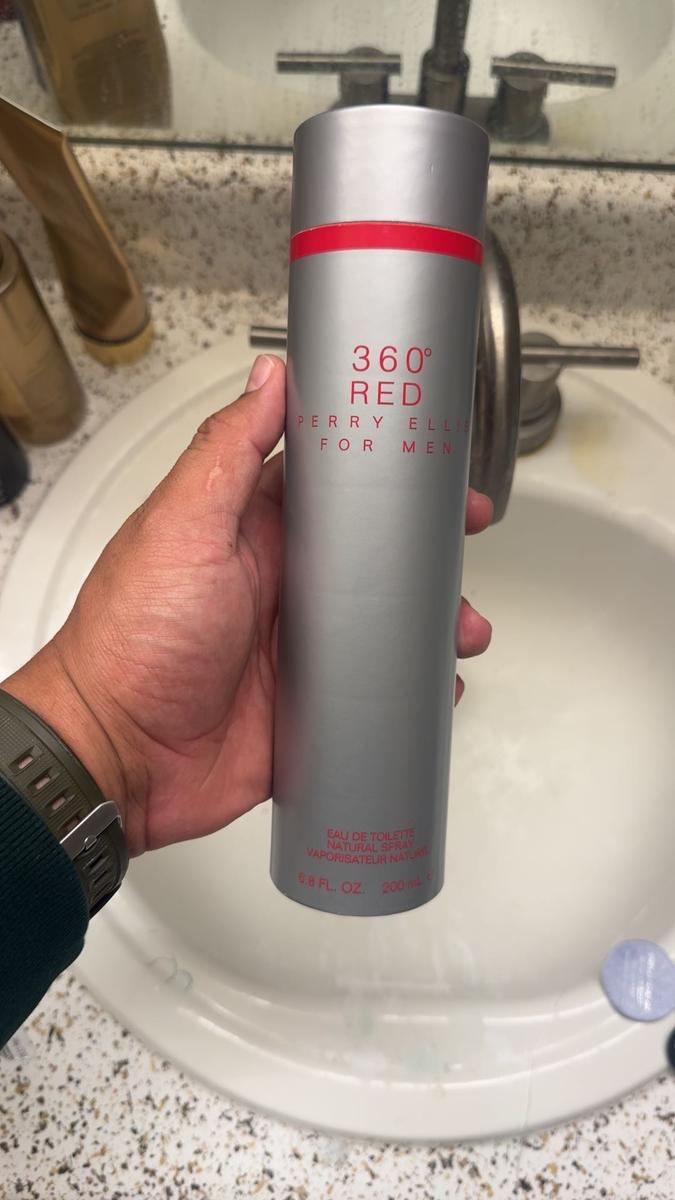 360°
RED
PERRY ELLIS
FOR MEN
EAU DE TOILETTE
NATURAL SPRAY
VAPORISATEUR NATUREL
6.8 FL. OZ. 200 mL